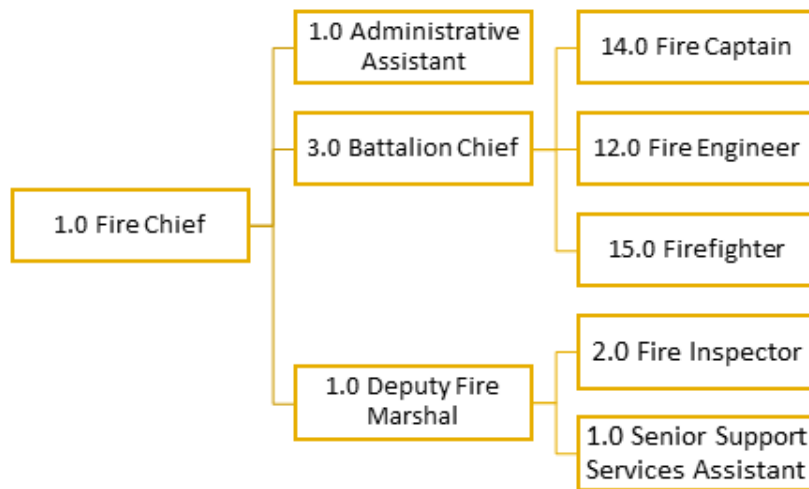 1.0 Fire Chief
1.0 Administrative
Assistant
3.0 Battalion Chief
14.0 Fire Captain
12.0 Fire Engineer
15.0 Firefighter
1.0 Deputy Fire
Marshal
2.0 Fire Inspector
1.0 Senior Support
Services Assistant